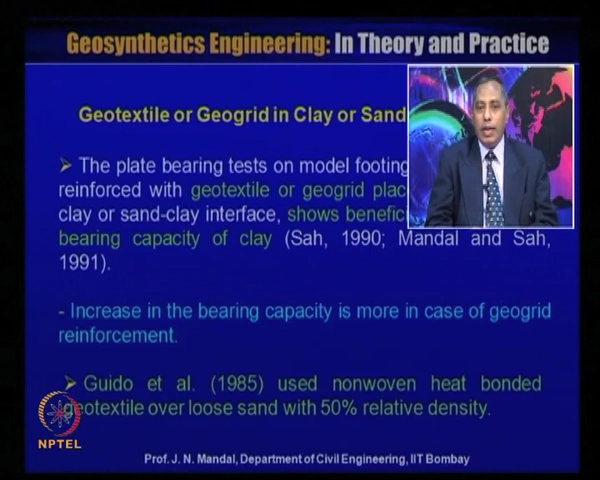 Geosynthetics Engineering: In Theory and Practice
Geotextile or Geogrid in Clay or Sand
➢ The plate bearing tests on model footing
reinforced with geotextile or geogrid
clay or sand-clay interface, shows
bearing capacity of clay (Sah, 1990; Mandal and Sah,
1991).
- Increase in the bearing capacity is more in case of geogrid
reinforcement.
➢ Guido et al. (1985) used nonwoven heat bonded
geotextile over loose sand with 50% relative density.
NPTEL
Prof. J. N. Mandal, Department of Civil Engineering, IIT Bombay